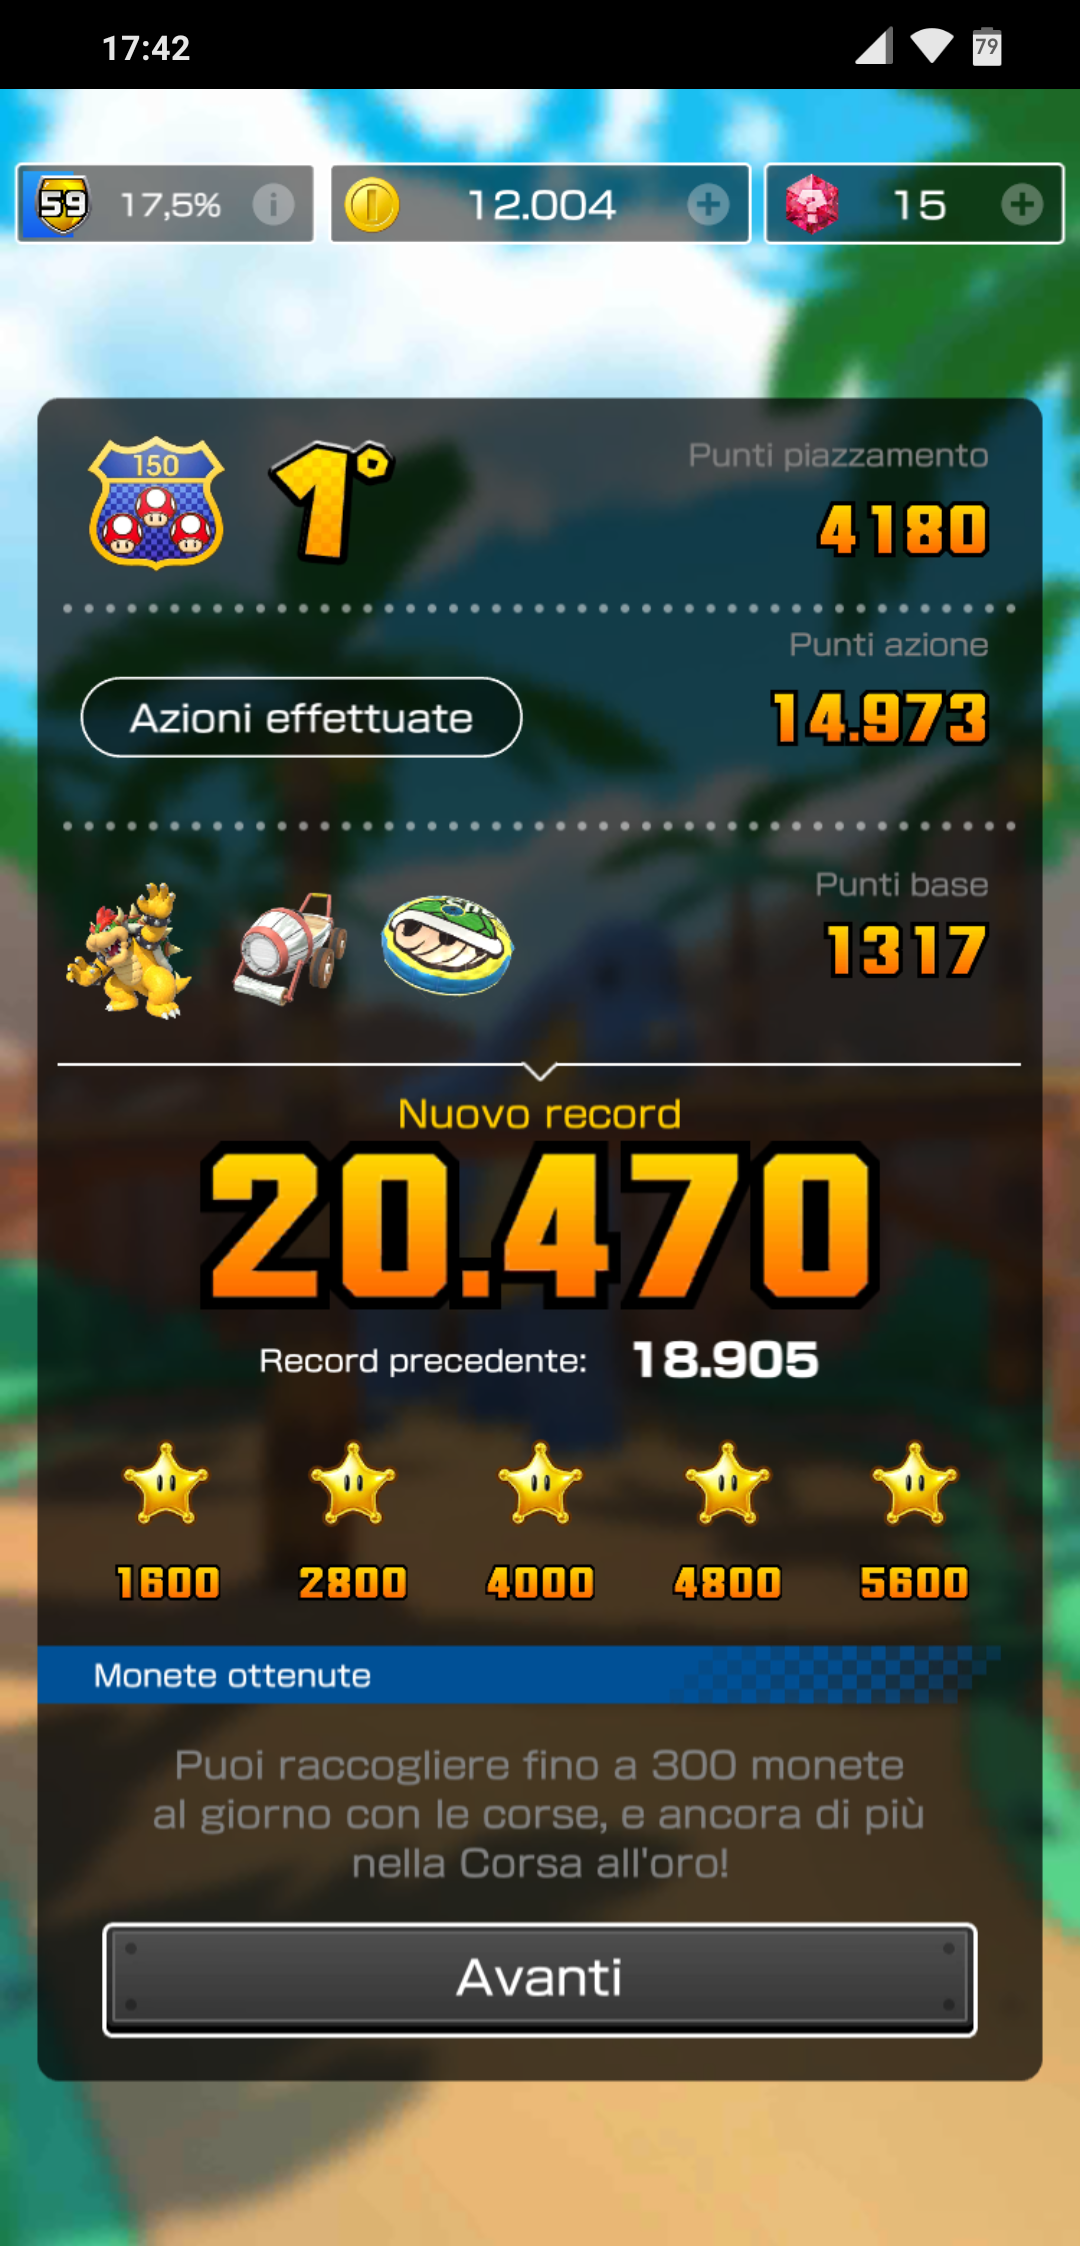 17:42
79
59
17,5%
12.004
15
150
1°
Punti piazzamento
4180
Punti azione
Azioni effettuate
14.973
Punti base
1317
Nuovo record
20.470
Record precedente: 18.905
1600 2800 4000 4800 5600
Monete ottenute
Puoi raccogliere fino a 300 monete
al giorno con le corse, e ancora di più
nella Corsa all'oro!
Avanti